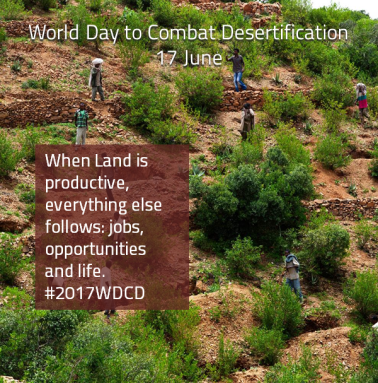 World Day to Combat Desertification
17 June
When Land is
productive,
everything else
follows: jobs,
opportunities
and life.
#2017WDCD